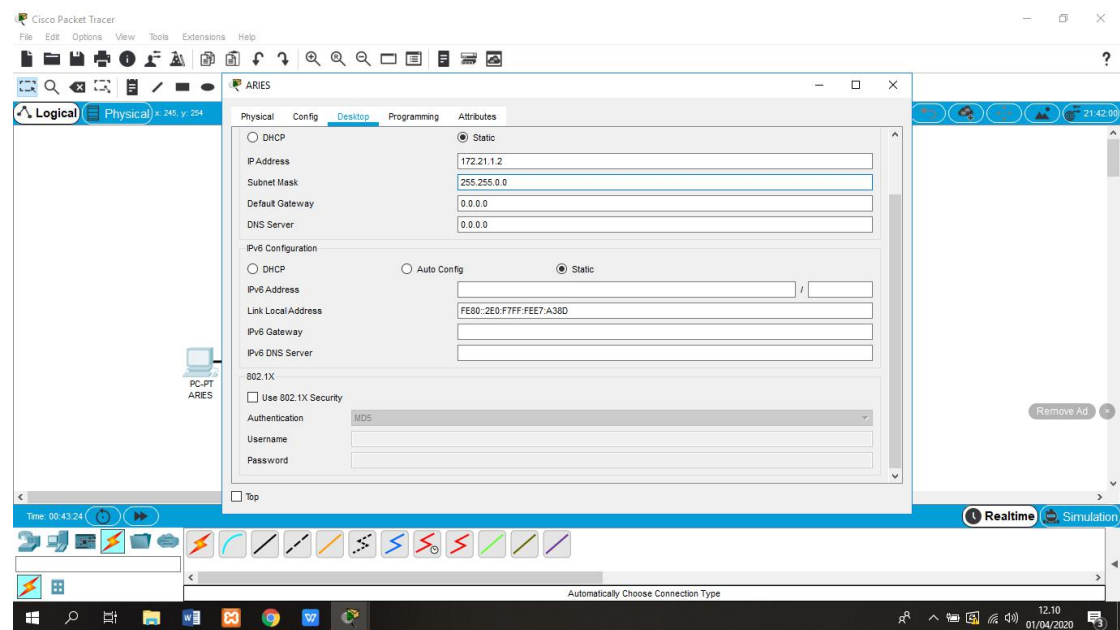 Cisco Packet Tracer
File Edit Options View Tools Extensions Help
?
ARIES
Logical Physical x: 245, y: 254 21:42:00
Physical Config Desktop Programming Attributes
DHCP Static
IP Address 172.21.1.2
Subnet Mask 255.255.0.0
Default Gateway 0.0.0.0
DNS Server 0.0.0.0
IPv6 Configuration
DHCP Auto Config Static
IPv6 Address /
Link Local Address FE80::2E0:F7FF:FEE7:A38D
IPv6 Gateway
IPv6 DNS Server
802.1X
Use 802.1X Security
Authentication MD5
Username
Password
Top
PC-PT
ARIES
Remove Ad
Time: 00:43:24 Realtime Simulation
Automatically Choose Connection Type
12.10
01/04/2020
3